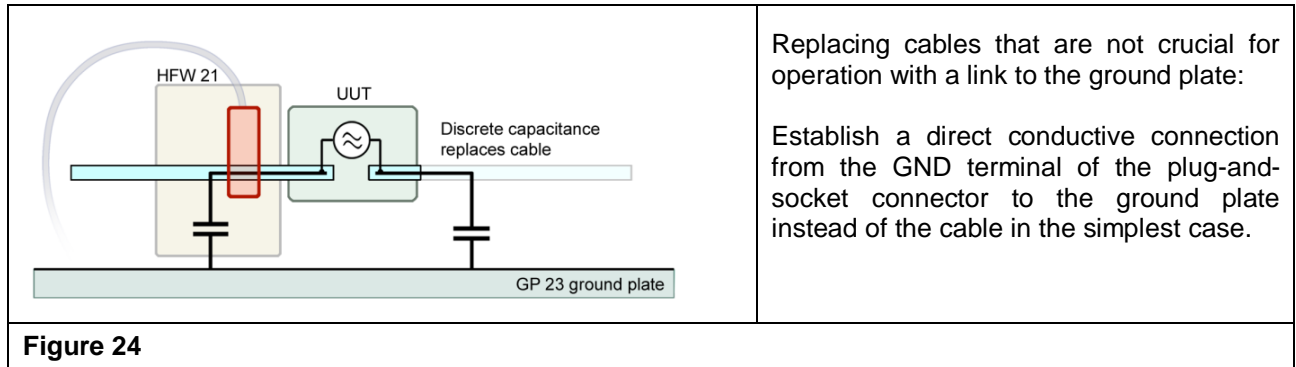 HFW 21
UUT
Discrete capacitance
replaces cable
GP 23 ground plate
Replacing cables that are not crucial for
operation with a link to the ground plate:
Establish a direct conductive connection
from the GND terminal of the plug-and-
socket connector to the ground plate
instead of the cable in the simplest case.
Figure 24